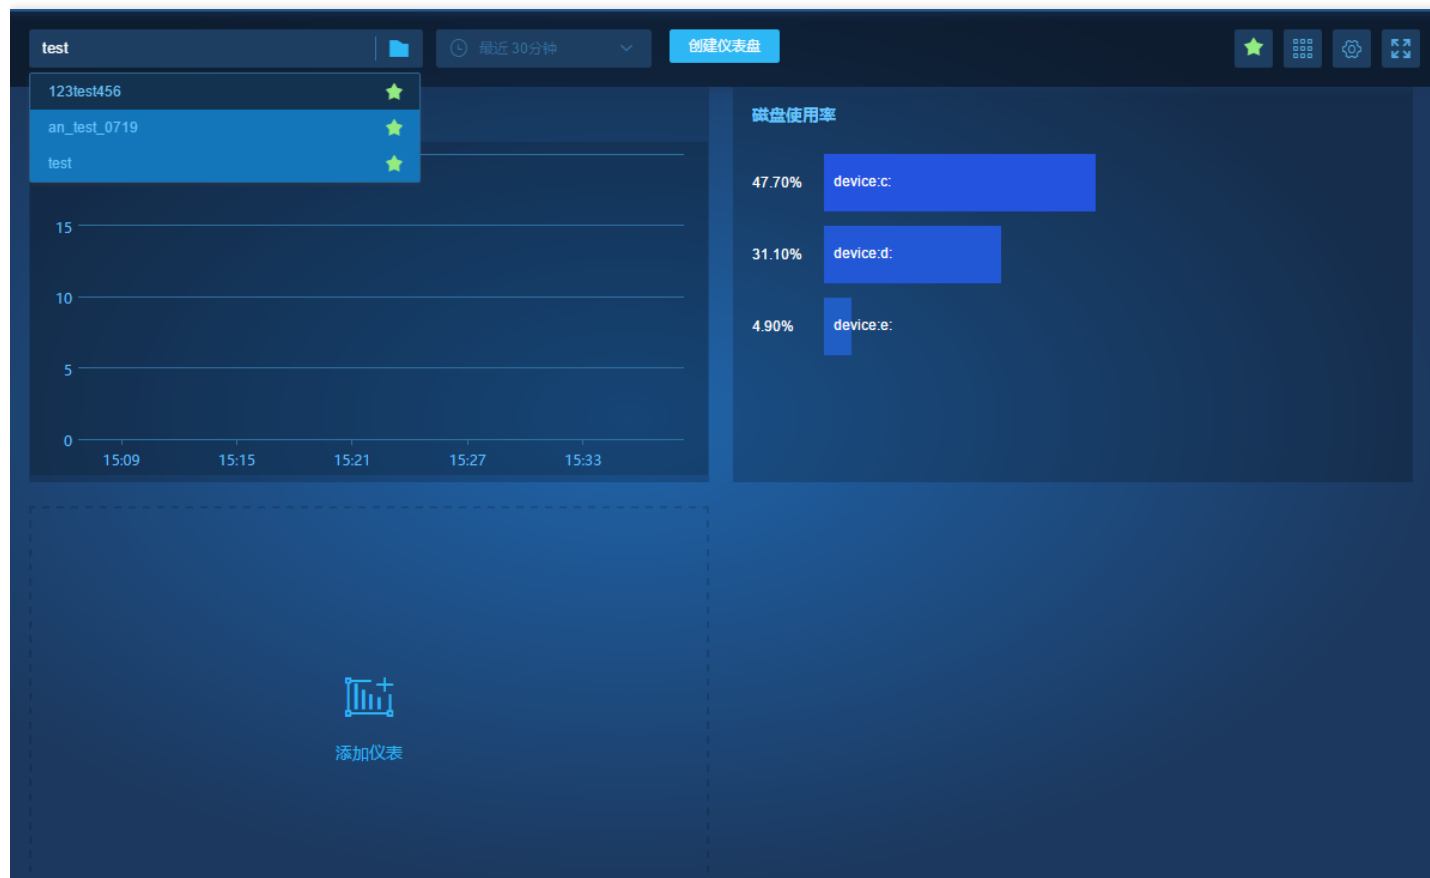 test
最近 30分钟
创建仪表盘
123test456
an_test_0719
test
15
10
5
0
15:09 15:15 15:21 15:27 15:33
磁盘使用率
47.70% device:c:
31.10% device:d:
4.90% device:e:
添加仪表